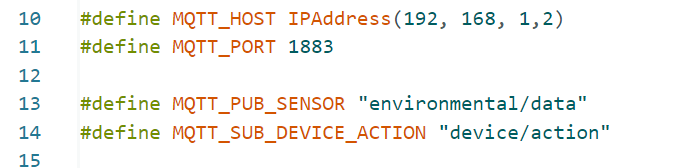 10 #define MQTT_HOST IPAddress(192, 168, 1,2)
11 #define MQTT_PORT 1883
12
13 #define MQTT_PUB_SENSOR "environmental/data"
14 #define MQTT_SUB_DEVICE_ACTION "device/action"
15